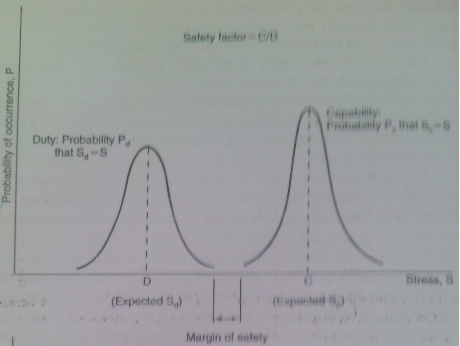 Safety factor = C/D
Probability of occurrence, P
Duty: Probability P_d
that S_d = S
Capability:
Probability P_c that S_c = S
D
C
Stress, S
(Expected S_d)
(Expected S_c)
Margin of safety